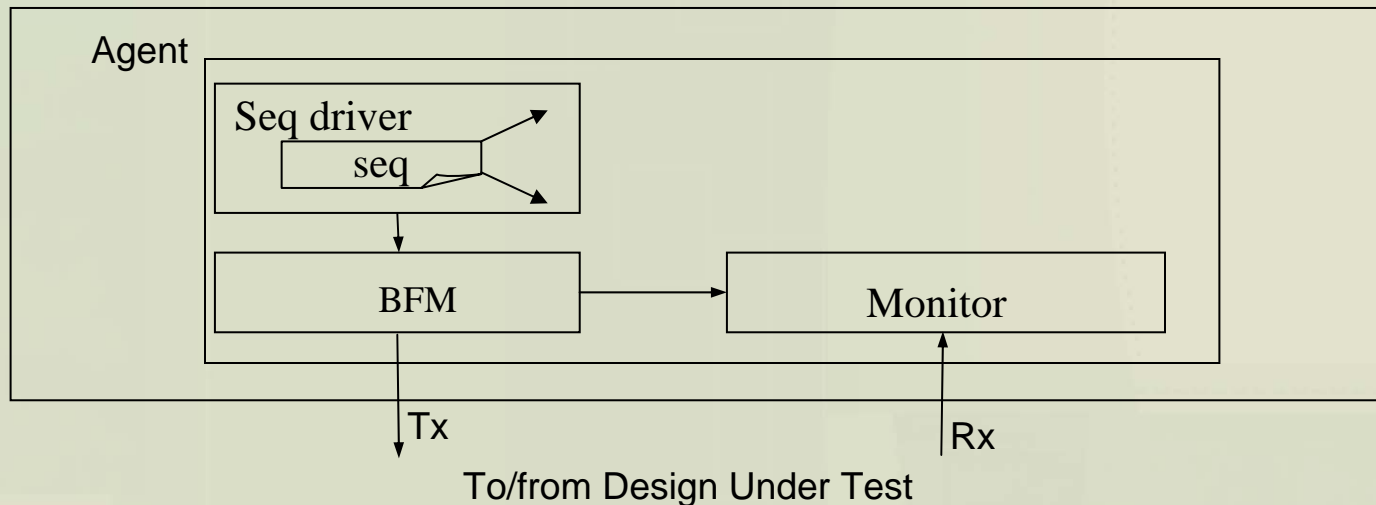 Agent
Seq driver
seq
BFM
Monitor
Tx
Rx
To/from Design Under Test